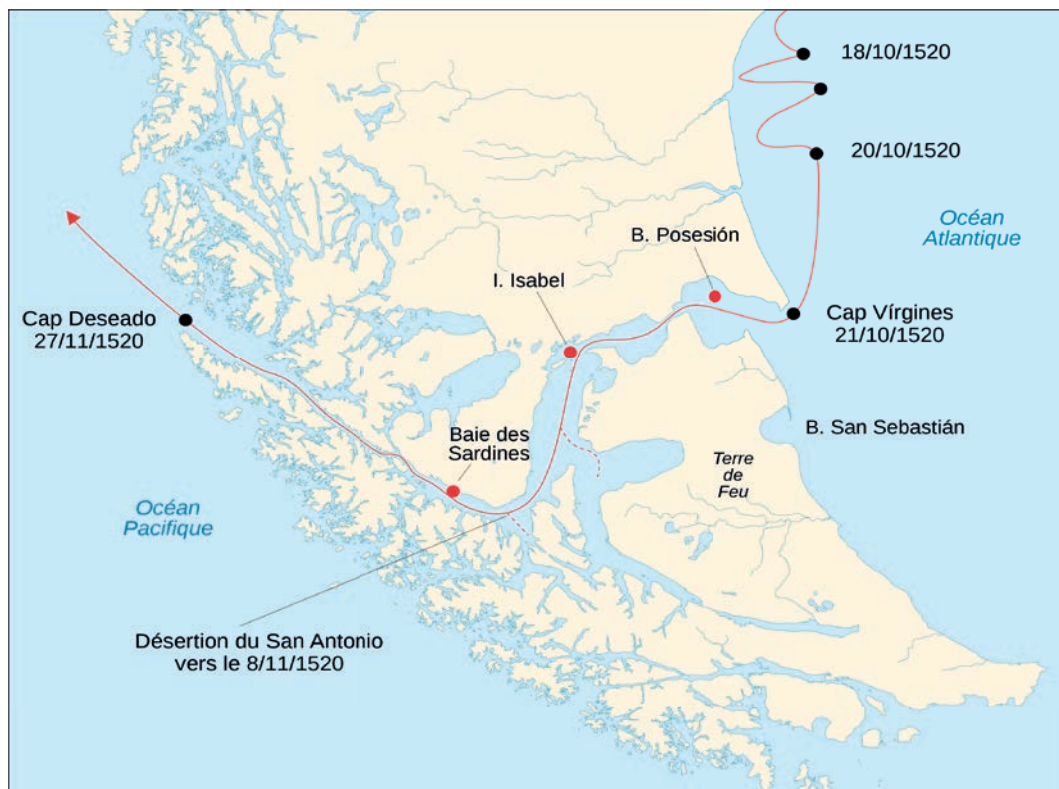 18/10/1520
20/10/1520
Océan
Atlantique
B. Posesión
I. Isabel
Cap Deseado
27/11/1520
Cap Vírgines
21/10/1520
Baie des
Sardines
B. San Sebastián
Terre
de
Feu
Océan
Pacifique
Désertion du San Antonio
vers le 8/11/1520